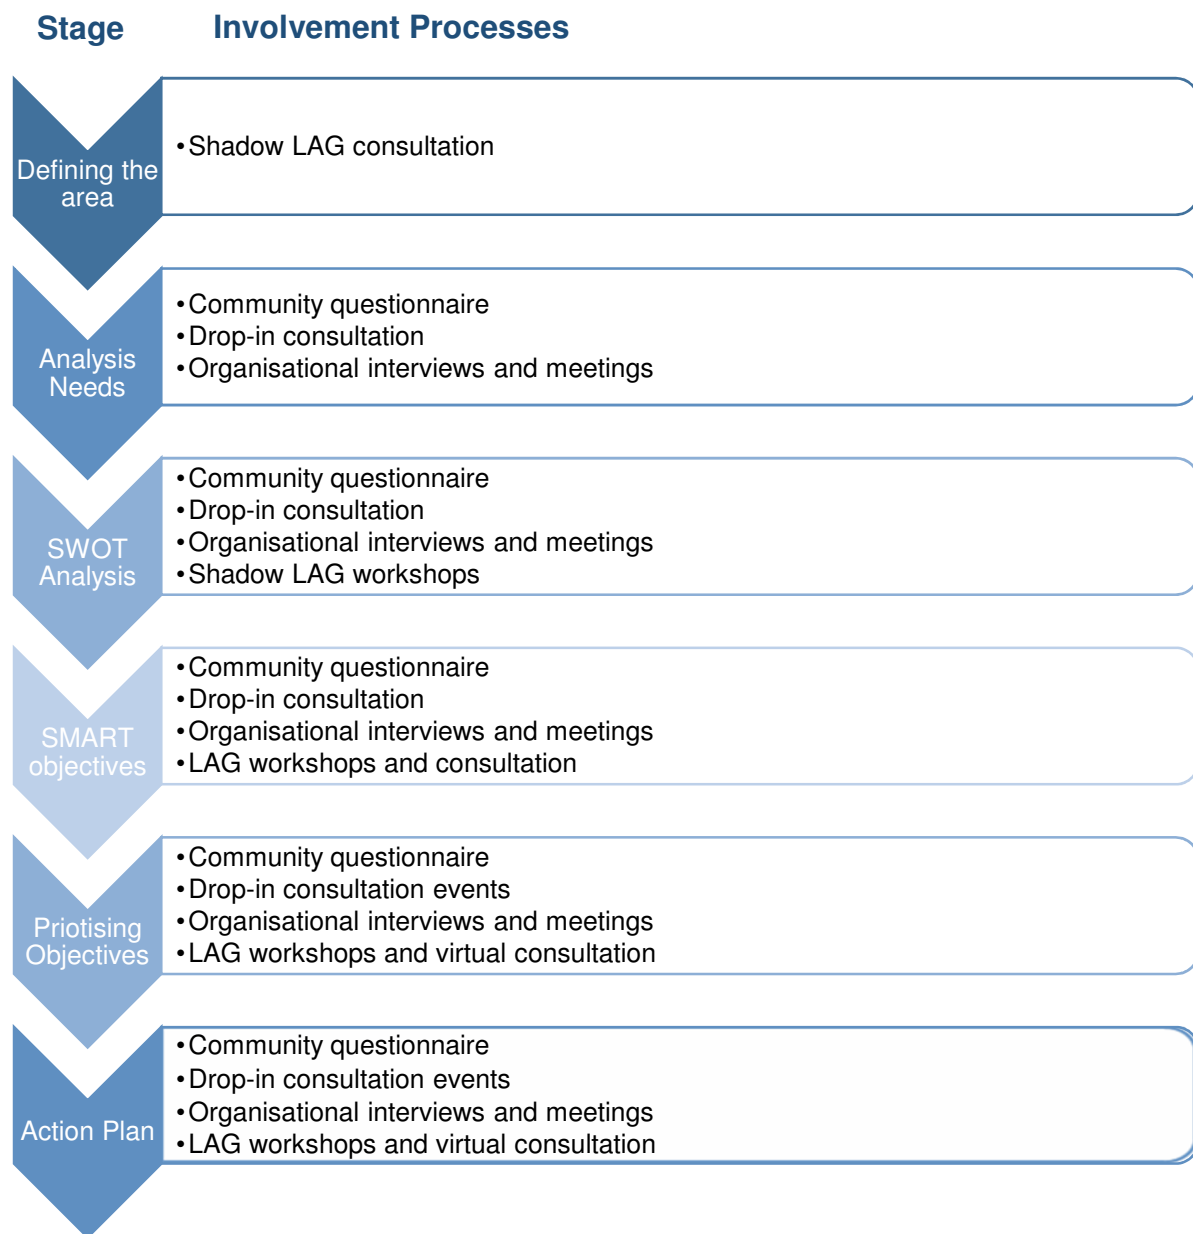 Stage Involvement Processes
Defining the
area
•Shadow LAG consultation
Analysis
Needs
•Community questionnaire
•Drop-in consultation
•Organisational interviews and meetings
SWOT
Analysis
•Community questionnaire
•Drop-in consultation
•Organisational interviews and meetings
•Shadow LAG workshops
SMART
objectives
•Community questionnaire
•Drop-in consultation
•Organisational interviews and meetings
•LAG workshops and consultation
Priotising
Objectives
•Community questionnaire
•Drop-in consultation events
•Organisational interviews and meetings
•LAG workshops and virtual consultation
Action Plan
•Community questionnaire
•Drop-in consultation events
•Organisational interviews and meetings
•LAG workshops and virtual consultation